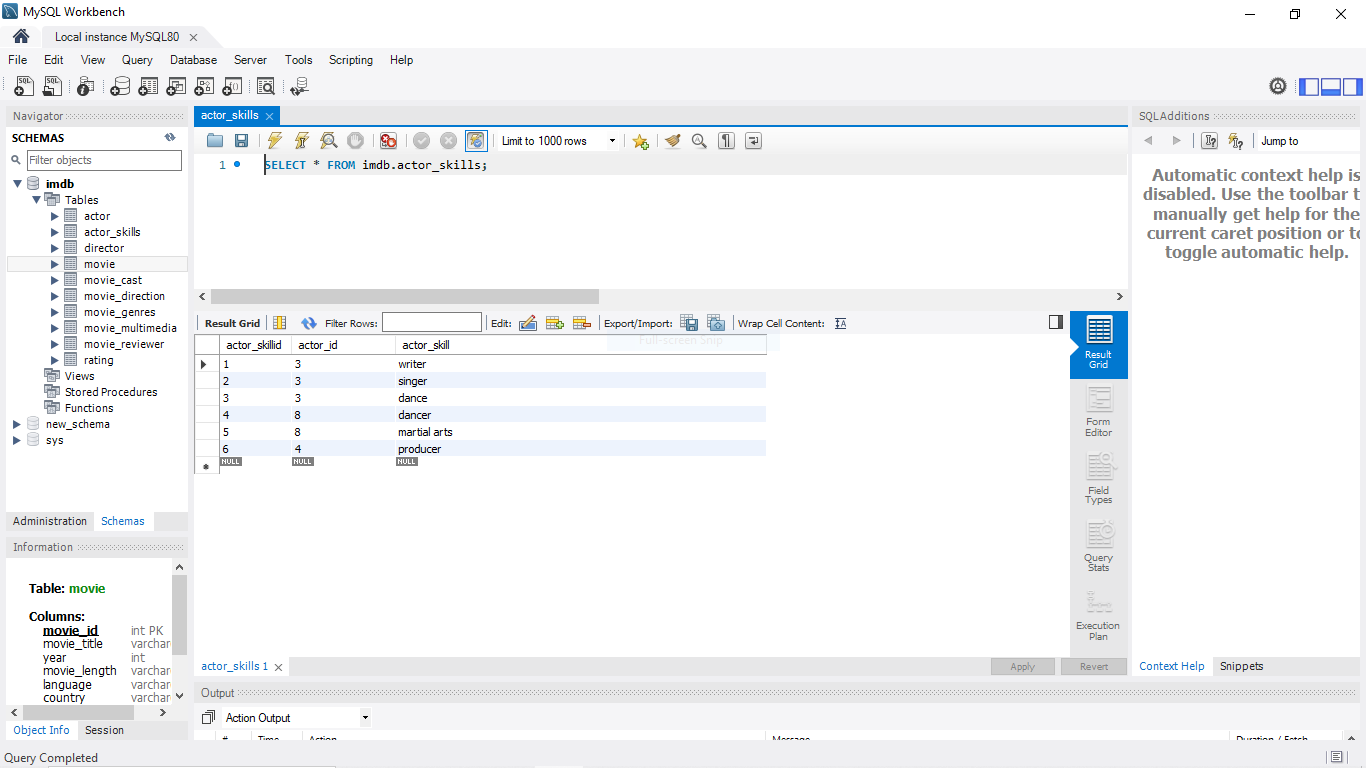 MySQL Workbench
Local instance MySQL80
File Edit View Query Database Server Tools Scripting Help
Navigator
SCHEMAS
Filter objects
imdb
Tables
actor
actor_skills
director
movie
movie_cast
movie_direction
movie_genres
movie_multimedia
movie_reviewer
rating
Views
Stored Procedures
Functions
new_schema
sys
Administration Schemas
Information
Table: movie
Columns:
movie_id int PK
movie_title varchar
year int
movie_length varchar
language varchar
country varchar
Object Info Session
actor_skills
Limit to 1000 rows
1 SELECT * FROM imdb.actor_skills;
Result Grid Filter Rows: Edit: Export/Import: Wrap Cell Content:
Full-screen Snip
actor_skillid actor_id actor_skill
1 3 writer
2 3 singer
3 3 dance
4 8 dancer
5 8 martial arts
6 4 producer
NULL NULL NULL
Result
Grid
Form
Editor
Field
Types
Query
Stats
Execution
Plan
actor_skills 1
Apply Revert
Output
Action Output
# Time Action Message Duration / Fetch
SQLAdditions
Jump to
Automatic context help is
disabled. Use the toolbar t
manually get help for the
current caret position or to
toggle automatic help.
Context Help Snippets
Query Completed